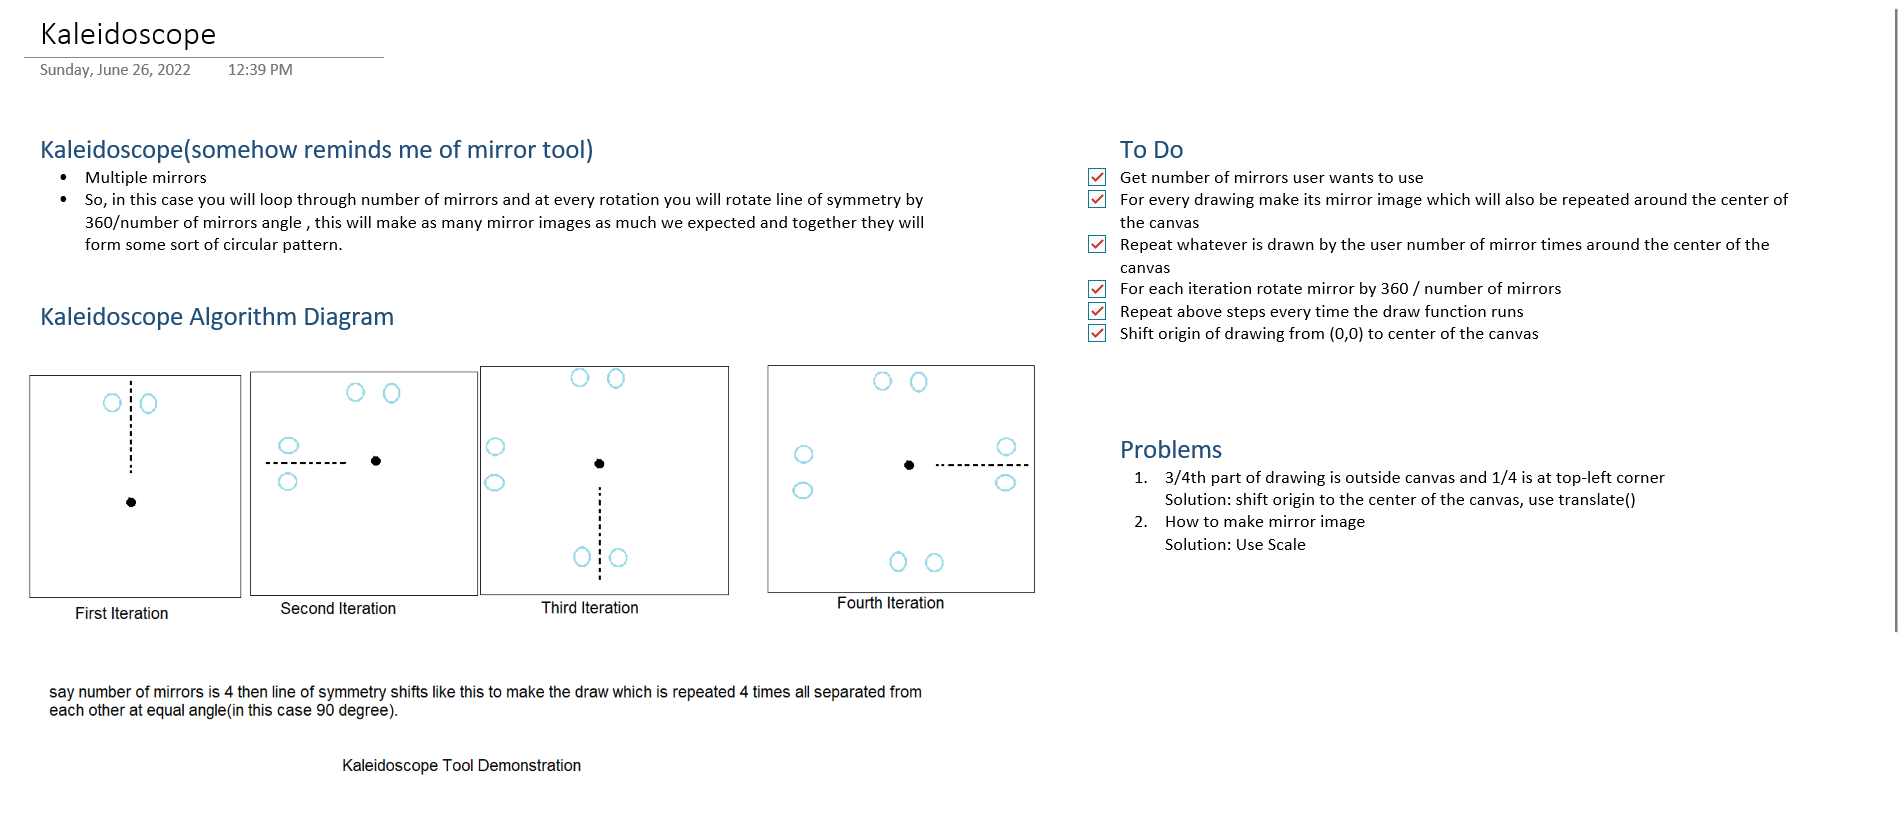 Kaleidoscope
Sunday, June 26, 2022 12:39 PM
Kaleidoscope(somehow reminds me of mirror tool)
• Multiple mirrors
• So, in this case you will loop through number of mirrors and at every rotation you will rotate line of symmetry by
360/number of mirrors angle , this will make as many mirror images as much we expected and together they will
form some sort of circular pattern.
Kaleidoscope Algorithm Diagram
First Iteration
Second Iteration
Third Iteration
Fourth Iteration
say number of mirrors is 4 then line of symmetry shifts like this to make the draw which is repeated 4 times all separated from
each other at equal angle(in this case 90 degree).
Kaleidoscope Tool Demonstration
To Do
Get number of mirrors user wants to use
For every drawing make its mirror image which will also be repeated around the center of
the canvas
Repeat whatever is drawn by the user number of mirror times around the center of the
canvas
For each iteration rotate mirror by 360 / number of mirrors
Repeat above steps every time the draw function runs
Shift origin of drawing from (0,0) to center of the canvas
Problems
1. 3/4th part of drawing is outside canvas and 1/4 is at top-left corner
Solution: shift origin to the center of the canvas, use translate()
2. How to make mirror image
Solution: Use Scale